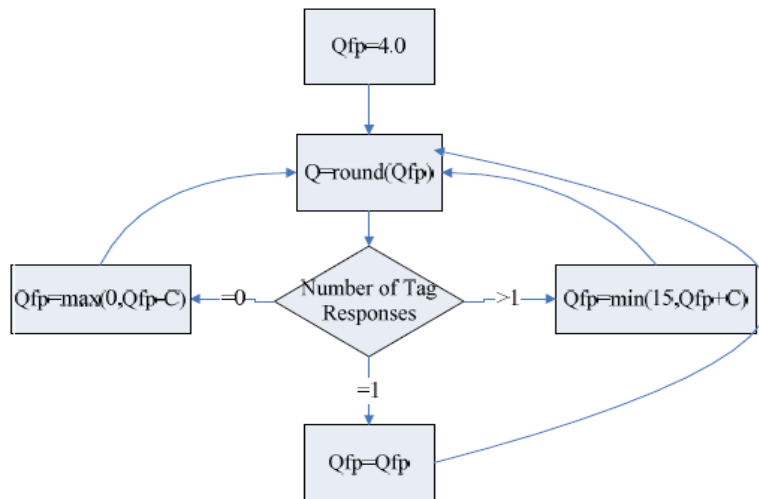 Qfp=4.0
Q=round(Qfp)
Number of Tag
Responses
=0
>1
Qfp=max(0,Qfp-C)
Qfp=min(15,Qfp+C)
=1
Qfp=Qfp